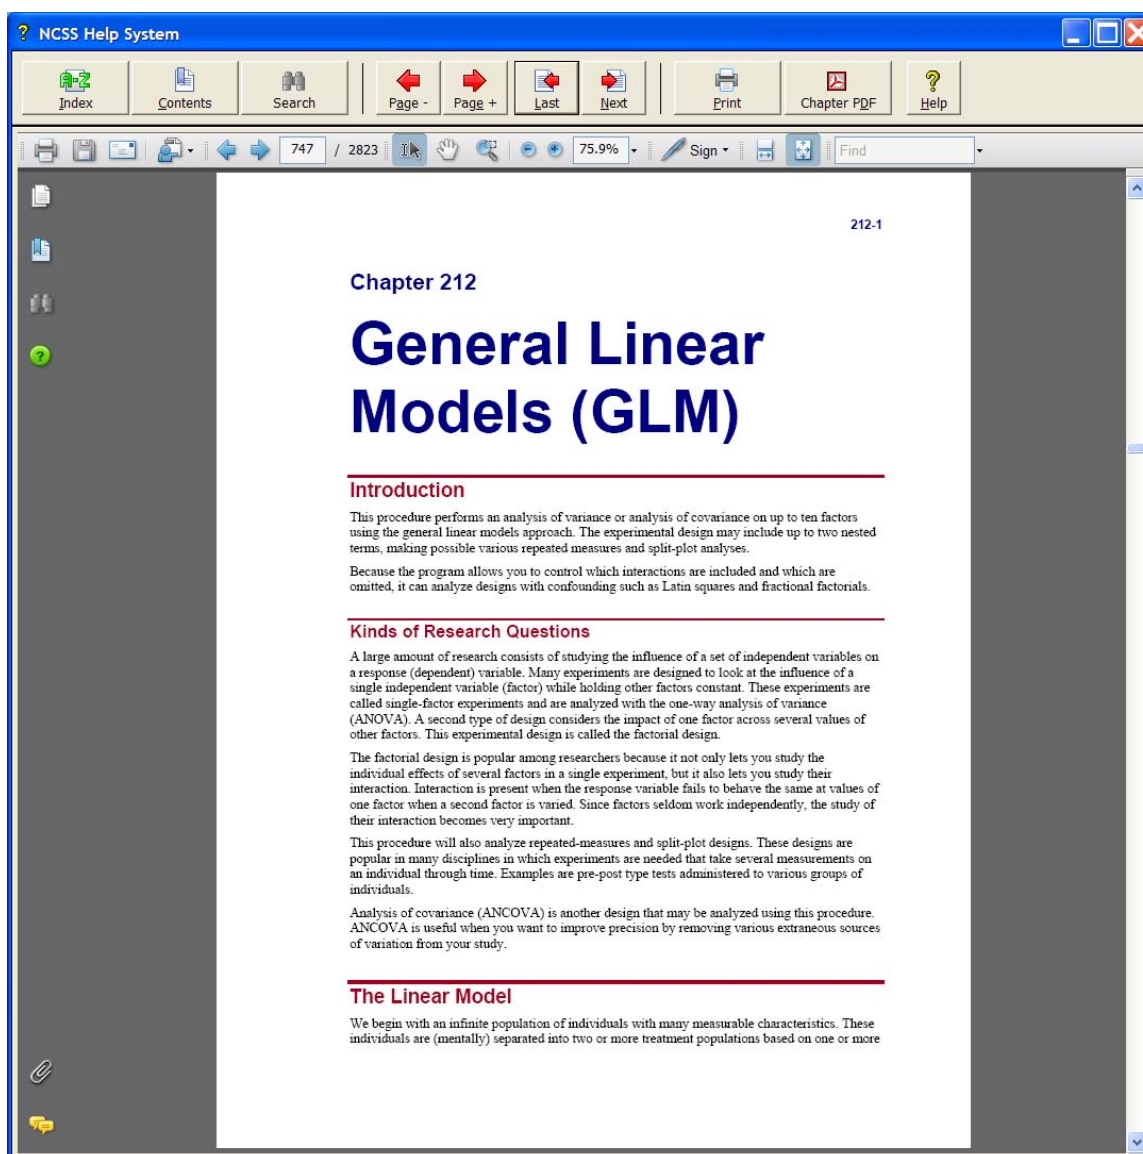 NCSS Help System
Index Contents Search Page - Page + Last Next Print Chapter PDF Help
747 / 2823 75.9% Sign Find
212-1
Chapter 212
General Linear
Models (GLM)
Introduction
This procedure performs an analysis of variance or analysis of covariance on up to ten factors
using the general linear models approach. The experimental design may include up to two nested
terms, making possible various repeated measures and split-plot analyses.
Because the program allows you to control which interactions are included and which are
omitted, it can analyze designs with confounding such as Latin squares and fractional factorials.
Kinds of Research Questions
A large amount of research consists of studying the influence of a set of independent variables on
a response (dependent) variable. Many experiments are designed to look at the influence of a
single independent variable (factor) while holding other factors constant. These experiments are
called single-factor experiments and are analyzed with the one-way analysis of variance
(ANOVA). A second type of design considers the impact of one factor across several values of
other factors. This experimental design is called the factorial design.
The factorial design is popular among researchers because it not only lets you study the
individual effects of several factors in a single experiment, but it also lets you study their
interaction. Interaction is present when the response variable fails to behave the same at values of
one factor when a second factor is varied. Since factors seldom work independently, the study of
their interaction becomes very important.
This procedure will also analyze repeated-measures and split-plot designs. These designs are
popular in many disciplines in which experiments are needed that take several measurements on
an individual through time. Examples are pre-post type tests administered to various groups of
individuals.
Analysis of covariance (ANCOVA) is another design that may be analyzed using this procedure.
ANCOVA is useful when you want to improve precision by removing various extraneous sources
of variation from your study.
The Linear Model
We begin with an infinite population of individuals with many measurable characteristics. These
individuals are (mentally) separated into two or more treatment populations based on one or more